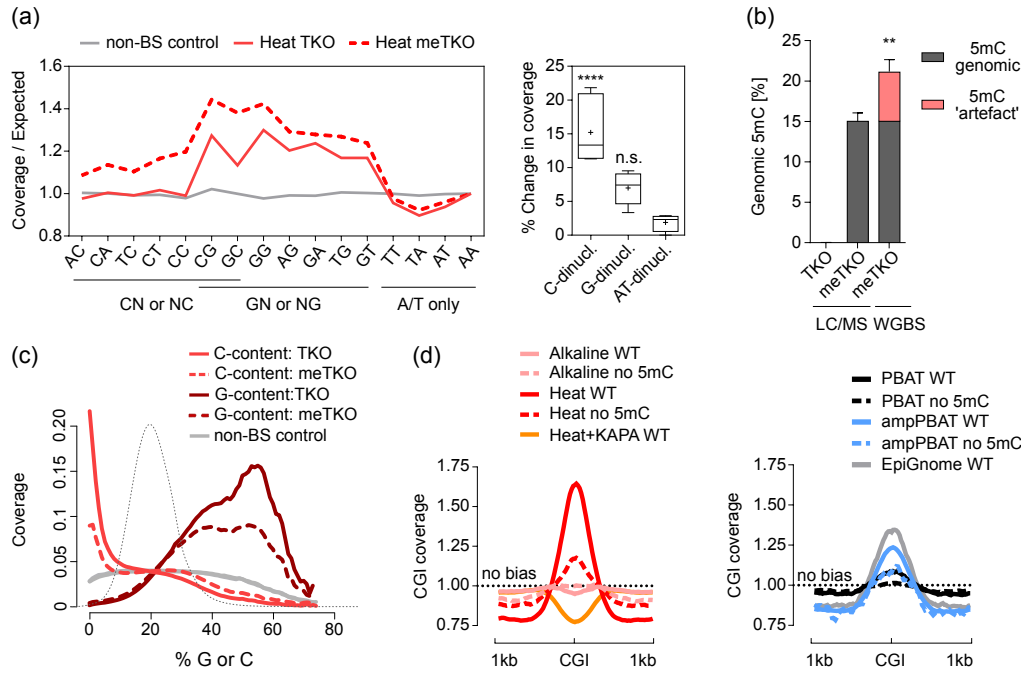 (a)
non-BS control
Heat TKO
Heat meTKO
Coverage / Expected
1.6
1.4
1.2
1.0
0.8
AC CA TC CT CC CG GC GG AG GA TG GT TT TA AT AA
CN or NC
GN or NG
A/T only
% Change in coverage
25
20
15
10
5
0
****
n.s.
C-dinucl.
G-dinucl.
AT-dinucl.
(b)
Genomic 5mC [%]
25
20
15
10
5
0
**
5mC
genomic
5mC
'artefact'
TKO
meTKO
meTKO
LC/MS WGBS
(c)
C-content: TKO
C-content: meTKO
G-content:TKO
G-content: meTKO
non-BS control
Coverage
0.20
0.15
0.1
0.05
0
0 20 40 60 80
% G or C
(d)
Alkaline WT
Alkaline no 5mC
Heat WT
Heat no 5mC
Heat+KAPA WT
CGI coverage
1.75
1.50
1.25
1.00
0.75
no bias
1kb CGI 1kb
PBAT WT
PBAT no 5mC
ampPBAT WT
ampPBAT no 5mC
EpiGnome WT
CGI coverage
1.75
1.50
1.25
1.00
0.75
no bias
1kb CGI 1kb